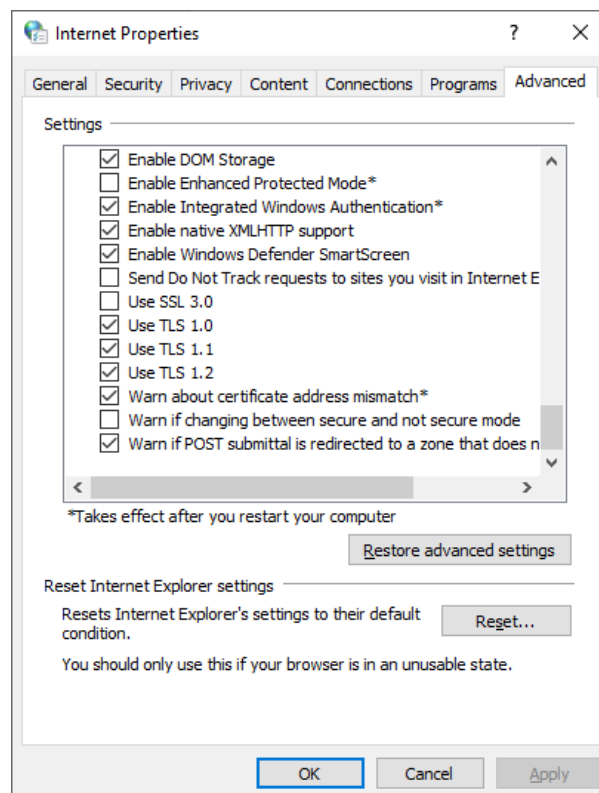 Internet Properties
?
General Security Privacy Content Connections Programs Advanced
Settings
Enable DOM Storage
Enable Enhanced Protected Mode*
Enable Integrated Windows Authentication*
Enable native XMLHTTP support
Enable Windows Defender SmartScreen
Send Do Not Track requests to sites you visit in Internet E
Use SSL 3.0
Use TLS 1.0
Use TLS 1.1
Use TLS 1.2
Warn about certificate address mismatch*
Warn if changing between secure and not secure mode
Warn if POST submittal is redirected to a zone that does n
*Takes effect after you restart your computer
Restore advanced settings
Reset Internet Explorer settings
Resets Internet Explorer's settings to their default
condition.
Reset...
You should only use this if your browser is in an unusable state.
OK Cancel Apply